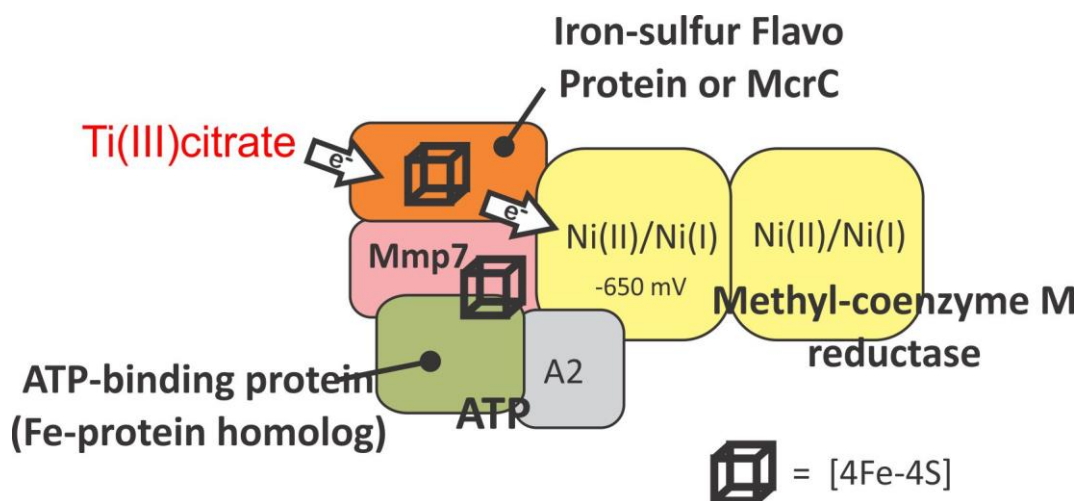 Iron-sulfur Flavo
Protein or McrC
Ti(III)citrate
e-
e-
Ni(II)/Ni(I)
Ni(II)/Ni(I)
Mmp7
-650 mV
Methyl-coenzyme M
reductase
A2
ATP-binding protein
(Fe-protein homolog)
ATP
= [4Fe-4S]